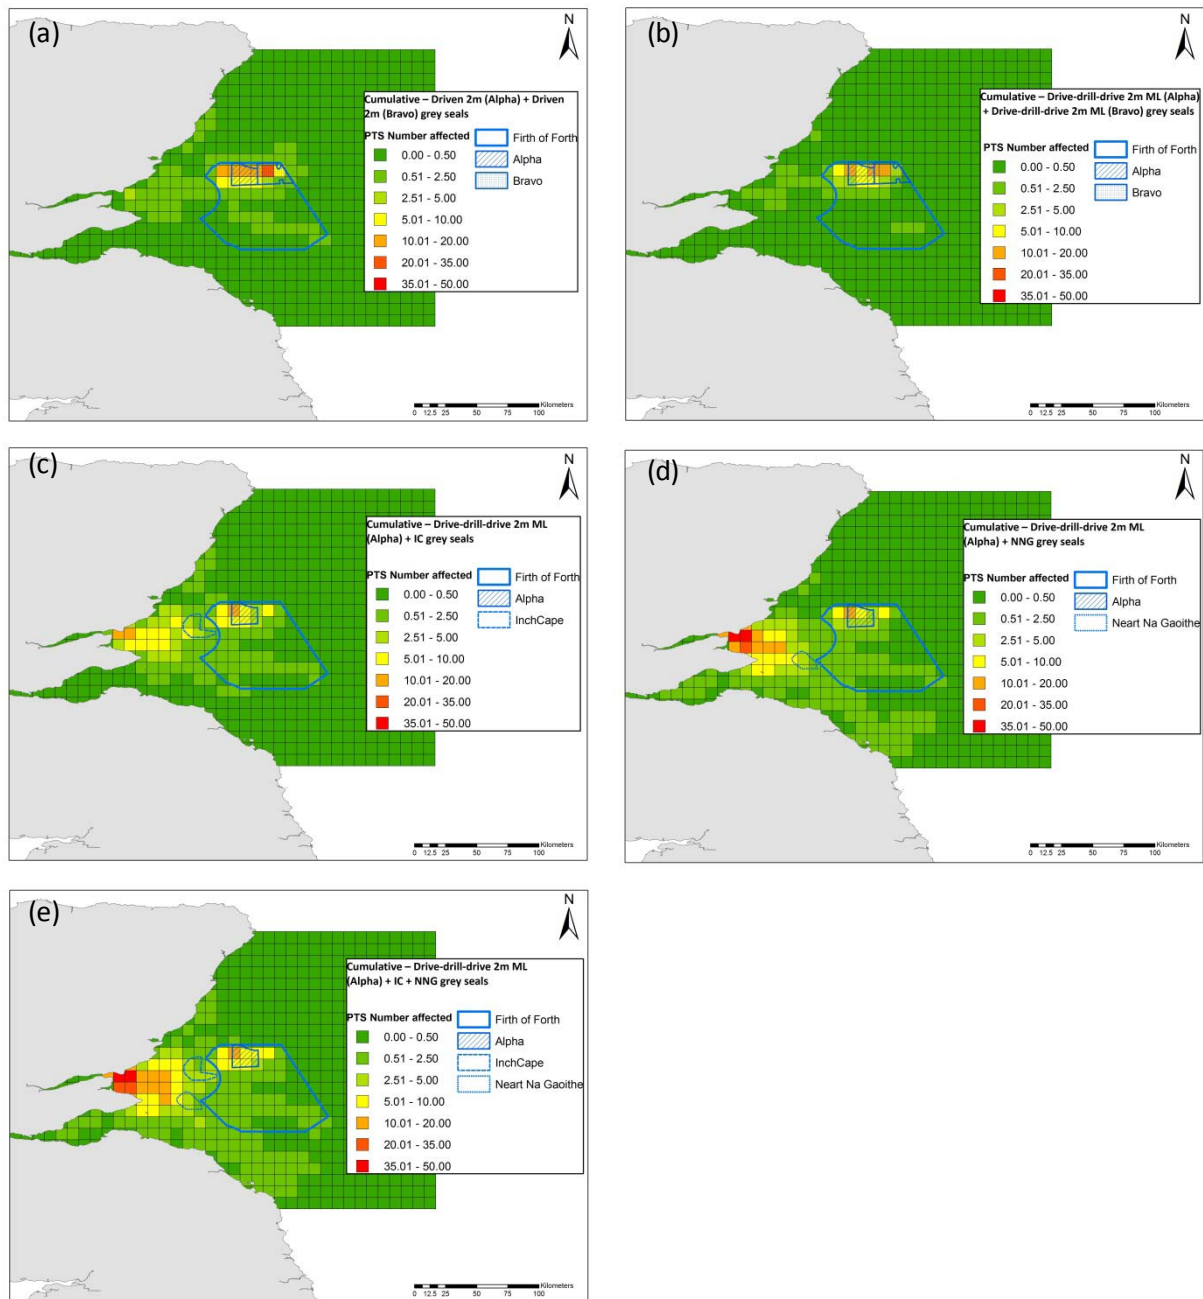 (a)
N
Cumulative – Driven 2m (Alpha) + Driven
2m (Bravo) grey seals
PTS Number affected
0.00 - 0.50
0.51 - 2.50
2.51 - 5.00
5.01 - 10.00
10.01 - 20.00
20.01 - 35.00
35.01 - 50.00
Firth of Forth
Alpha
Bravo
Kilometers
0 12.5 25 50 75 100
(b)
N
Cumulative – Drive-drill-drive 2m ML (Alpha)
+ Drive-drill-drive 2m ML (Bravo) grey seals
PTS Number affected
0.00 - 0.50
0.51 - 2.50
2.51 - 5.00
5.01 - 10.00
10.01 - 20.00
20.01 - 35.00
35.01 - 50.00
Firth of Forth
Alpha
Bravo
Kilometers
0 12.5 25 50 75 100
(c)
N
Cumulative – Drive-drill-drive 2m ML
(Alpha) + IC grey seals
PTS Number affected
0.00 - 0.50
0.51 - 2.50
2.51 - 5.00
5.01 - 10.00
10.01 - 20.00
20.01 - 35.00
35.01 - 50.00
Firth of Forth
Alpha
InchCape
Kilometers
0 12.5 25 50 75 100
(d)
N
Cumulative – Drive-drill-drive 2m ML
(Alpha) + NNG grey seals
PTS Number affected
0.00 - 0.50
0.51 - 2.50
2.51 - 5.00
5.01 - 10.00
10.01 - 20.00
20.01 - 35.00
35.01 - 50.00
Firth of Forth
Alpha
Neart Na Gaoithe
Kilometers
0 12.5 25 50 75 100
(e)
N
Cumulative – Drive-drill-drive 2m ML
(Alpha) + IC + NNG grey seals
PTS Number affected
0.00 - 0.50
0.51 - 2.50
2.51 - 5.00
5.01 - 10.00
10.01 - 20.00
20.01 - 35.00
35.01 - 50.00
Firth of Forth
Alpha
InchCape
Neart Na Gaoithe
Kilometers
0 12.5 25 50 75 100